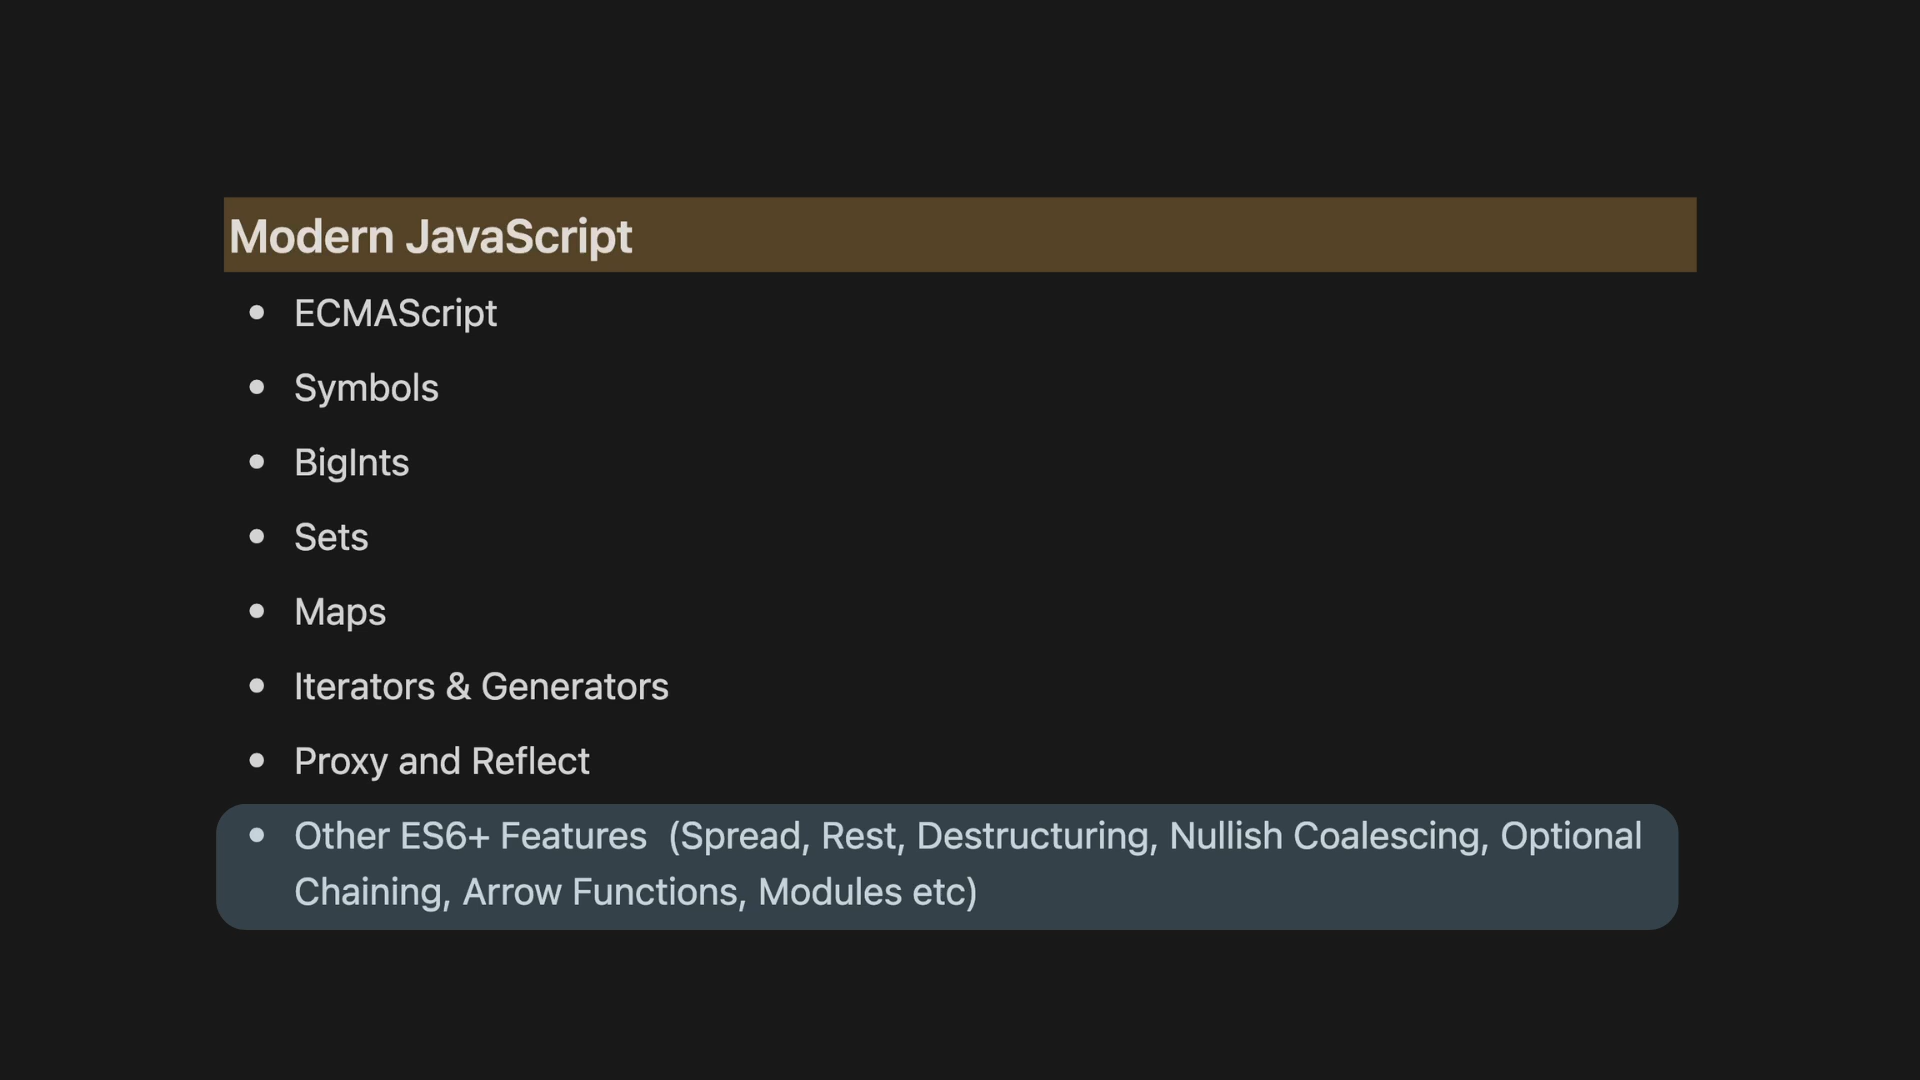 Modern JavaScript
• ECMAScript
• Symbols
• BigInts
• Sets
• Maps
• Iterators & Generators
• Proxy and Reflect
• Other ES6+ Features  (Spread, Rest, Destructuring, Nullish Coalescing, Optional
Chaining, Arrow Functions, Modules etc)